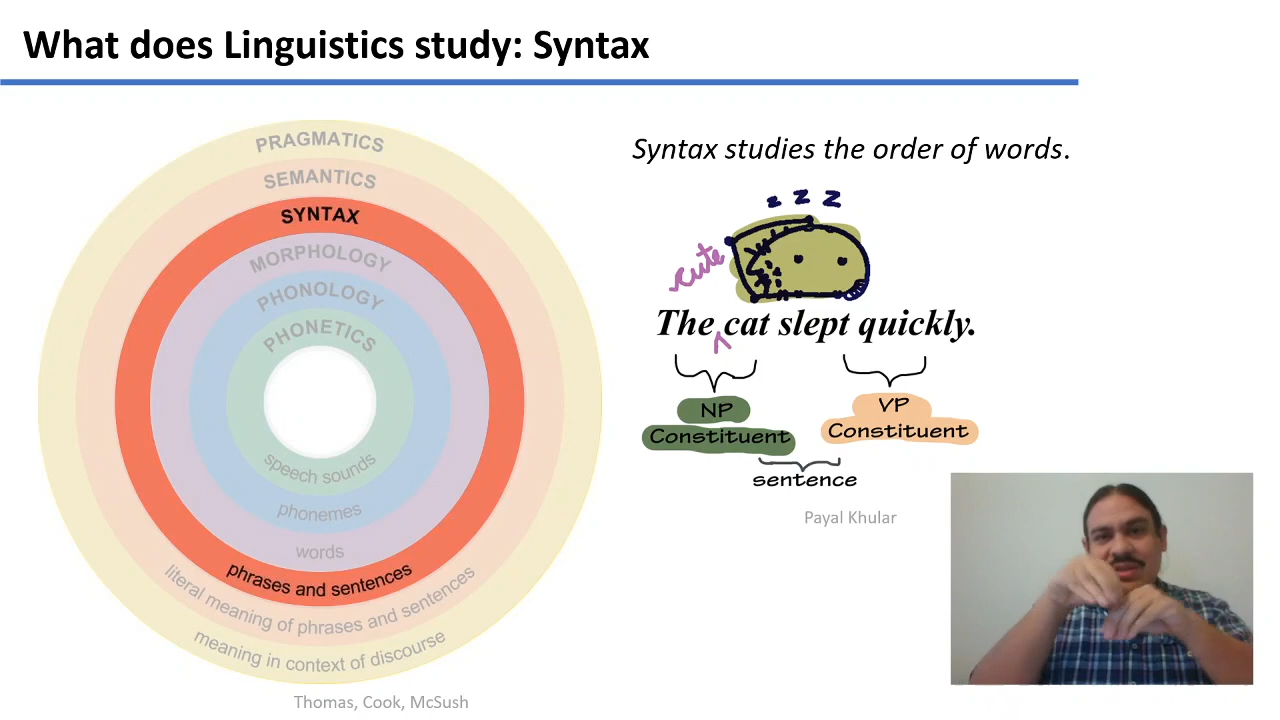 What does Linguistics study: Syntax
PRAGMATICS
SEMANTICS
SYNTAX
MORPHOLOGY
PHONOLOGY
PHONETICS
speech sounds
phonemes
words
phrases and sentences
literal meaning of phrases and sentences
meaning in context of discourse
Thomas, Cook, McSush
Syntax studies the order of words.
z z z
cute
The cat slept quickly.
NP
Constituent
VP
Constituent
sentence
Payal Khular